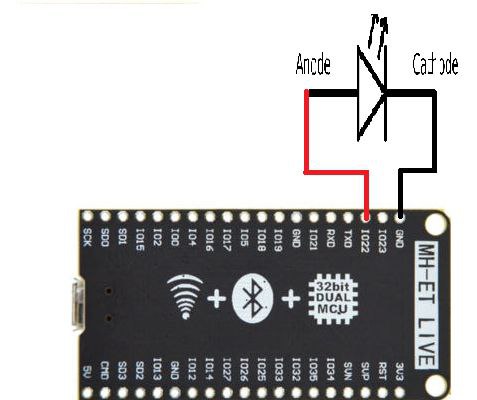 Anode Cathode
SCK SD0 SD1 IO15 IO2 IO0 IO4 IO16 IO17 IO5 IO18 IO19 GND IO21 RXD TXD IO22 IO23 GND
32bit
DUAL
MCU
MH-ET LIVE
5V CMD SD3 SD2 IO13 GND IO12 IO14 IO27 IO26 IO25 IO33 IO32 IO35 IO34 SVN SVP RST 3V3